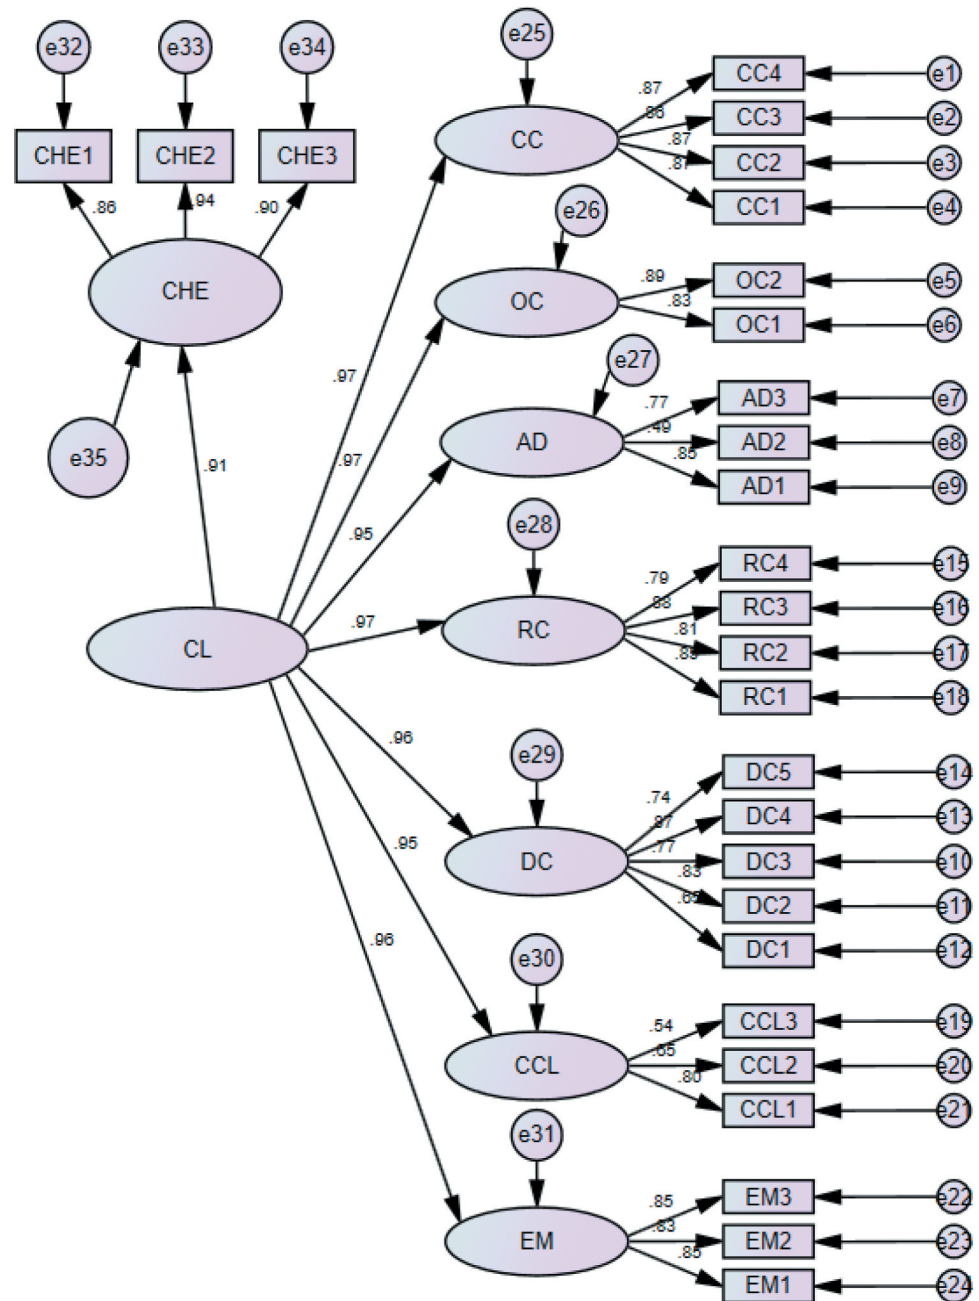 e32 e33 e34 e25
CHE1 CHE2 CHE3
.86 .94 .90
CHE
e35
.91
CL
.97
.97
.95
.97
.96
.95
.96
CC
.87 CC4 e1
.86 CC3 e2
.87 CC2 e3
.87 CC1 e4
e26
OC
.89 OC2 e5
.83 OC1 e6
e27
AD
.77 AD3 e7
.49 AD2 e8
.85 AD1 e9
e28
RC
.79 RC4 e15
RC3 e16
.81 RC2 e17
RC1 e18
e29
DC
.74 DC5 e14
DC4 e13
.77 DC3 e10
.83 DC2 e11
.65 DC1 e12
e30
CCL
.54 CCL3 e19
.65 CCL2 e20
.80 CCL1 e21
e31
EM
.85 EM3 e22
.83 EM2 e23
.85 EM1 e24